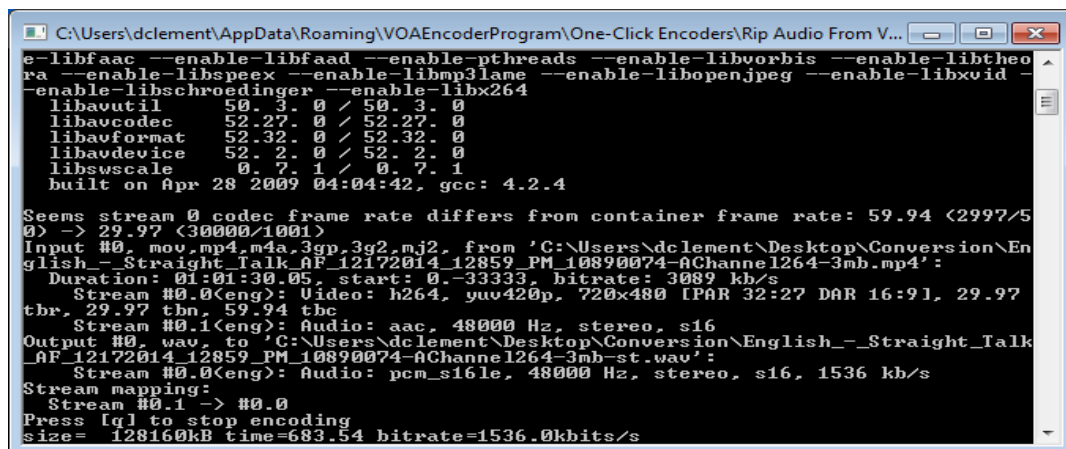 C:\Users\dclement\AppData\Roaming\VOAEncoderProgram\One-Click Encoders\Rip Audio From V...
e-libfaac --enable-libfaad --enable-pthreads --enable-libvorbis --enable-libtheo
ra --enable-libspeex --enable-libmp3lame --enable-libopenjpeg --enable-libxvid -
-enable-libschroedinger --enable-libx264
libavutil     50. 3. 0 / 50. 3. 0
libavcodec    52.27. 0 / 52.27. 0
libavformat   52.32. 0 / 52.32. 0
libavdevice   52. 2. 0 / 52. 2. 0
libswscale     0. 7. 1 /  0. 7. 1
built on Apr 28 2009 04:04:42, gcc: 4.2.4
Seems stream 0 codec frame rate differs from container frame rate: 59.94 (2997/5
0) -> 29.97 (30000/1001)
Input #0, mov,mp4,m4a,3gp,3g2,mj2, from 'C:\Users\dclement\Desktop\Conversion\En
glish_-_Straight_Talk_AF_12172014_12859_PM_10890074-AChannel264-3mb.mp4':
Duration: 01:01:30.05, start: 0.-33333, bitrate: 3089 kb/s
Stream #0.0(eng): Video: h264, yuv420p, 720x480 [PAR 32:27 DAR 16:9], 29.97
tbr, 29.97 tbn, 59.94 tbc
Stream #0.1(eng): Audio: aac, 48000 Hz, stereo, s16
Output #0, wav, to 'C:\Users\dclement\Desktop\Conversion\English_-_Straight_Talk
_AF_12172014_12859_PM_10890074-AChannel264-3mb-st.wav':
Stream #0.0(eng): Audio: pcm_s16le, 48000 Hz, stereo, s16, 1536 kb/s
Stream mapping:
Stream #0.1 -> #0.0
Press [q] to stop encoding
size=  128160kB time=683.54 bitrate=1536.0kbits/s